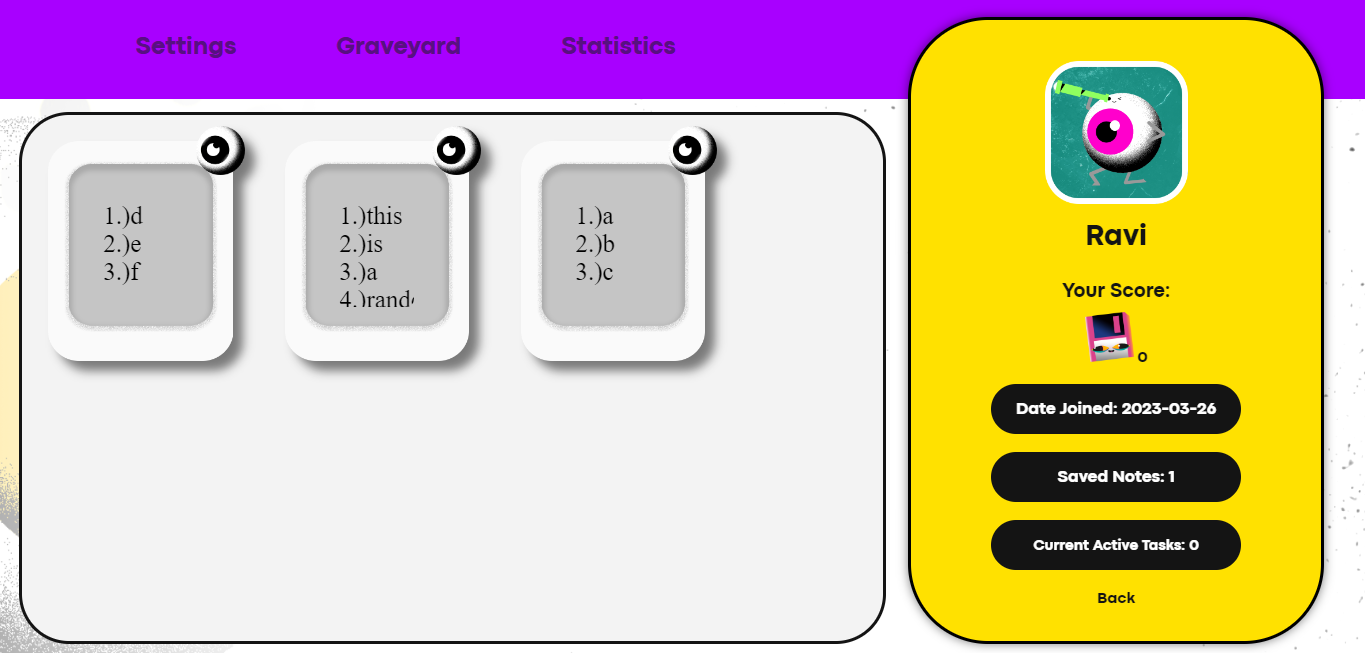 Settings
Graveyard
Statistics
1.)d
2.)e
3.)f
1.)this
2.)is
3.)a
1.)a
2.)b
3.)c
Ravi
Your Score:
0
Date Joined: 2023-03-26
Saved Notes: 1
Current Active Tasks: 0
Back